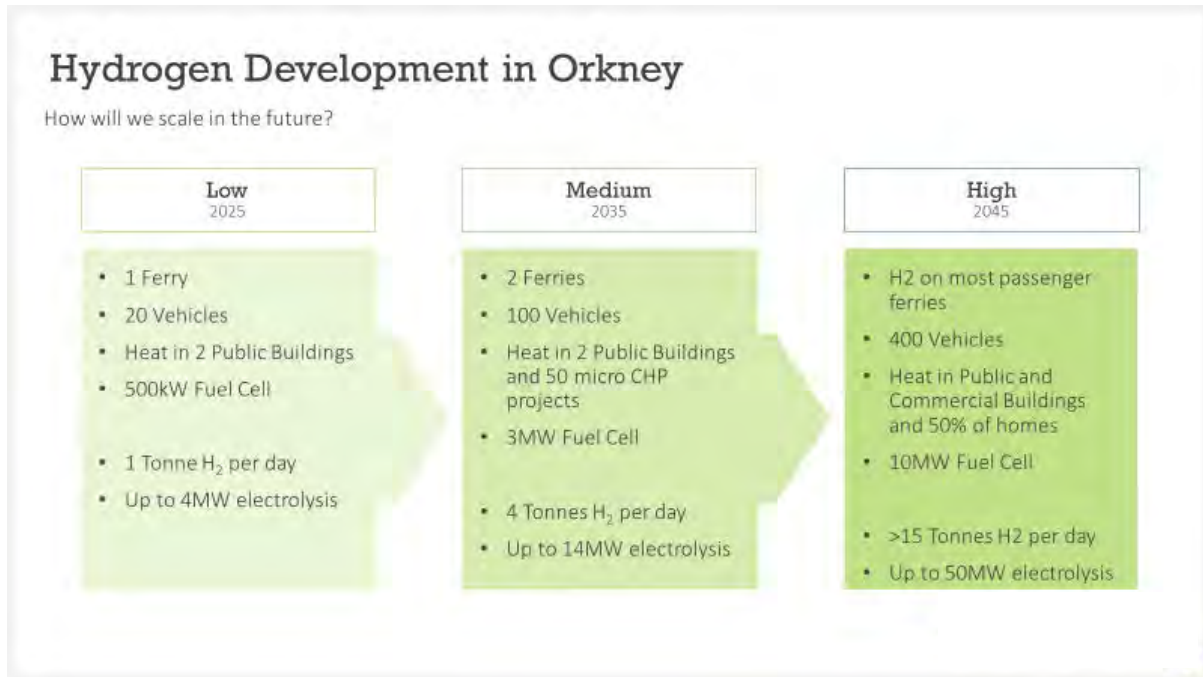 Hydrogen Development in Orkney
How will we scale in the future?
Low
2025
• 1 Ferry
• 20 Vehicles
• Heat in 2 Public Buildings
• 500kW Fuel Cell
• 1 Tonne H₂ per day
• Up to 4MW electrolysis
Medium
2035
• 2 Ferries
• 100 Vehicles
• Heat in 2 Public Buildings
and 50 micro CHP
projects
• 3MW Fuel Cell
• 4 Tonnes H₂ per day
• Up to 14MW electrolysis
High
2045
• H2 on most passenger
ferries
• 400 Vehicles
• Heat in Public and
Commercial Buildings
and 50% of homes
• 10MW Fuel Cell
• >15 Tonnes H2 per day
• Up to 50MW electrolysis